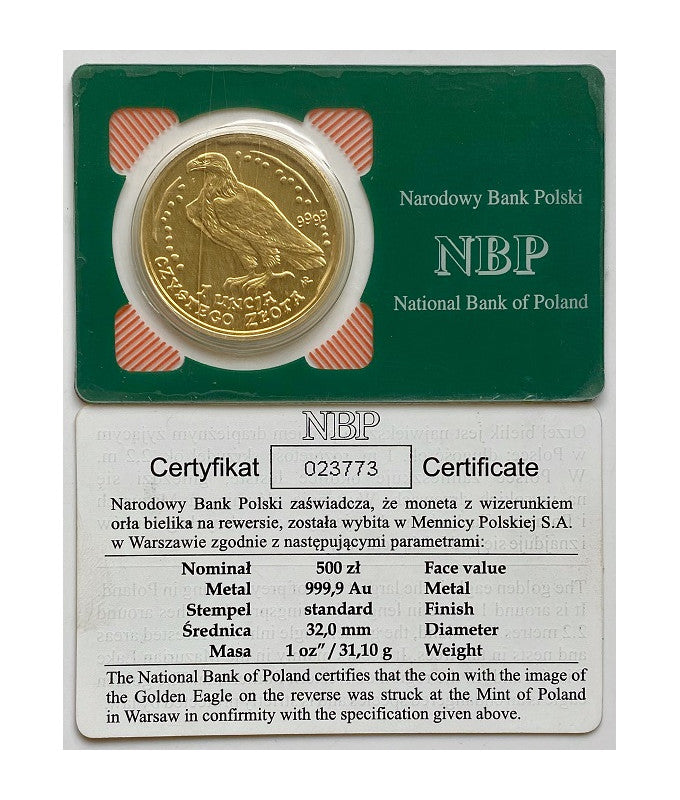 Narodowy Bank Polski
NBP
National Bank of Poland
9999
1 UNCJA
CZYSTEGO ZŁOTA
NBP
Certyfikat 023773 Certificate
Narodowy Bank Polski zaświadcza, że moneta z wizerunkiem
orła bielika na rewersie, została wybita w Mennicy Polskiej S.A.
w Warszawie zgodnie z następującymi parametrami:
Nominał 500 zł Face value
Metal 999,9 Au Metal
Stempel standard Finish
Średnica 32,0 mm Diameter
Masa 1 oz″/31,10 g Weight
The National Bank of Poland certifies that the coin with the image of
the Golden Eagle on the reverse was struck at the Mint of Poland
in Warsaw in confirmity with the specification given above.